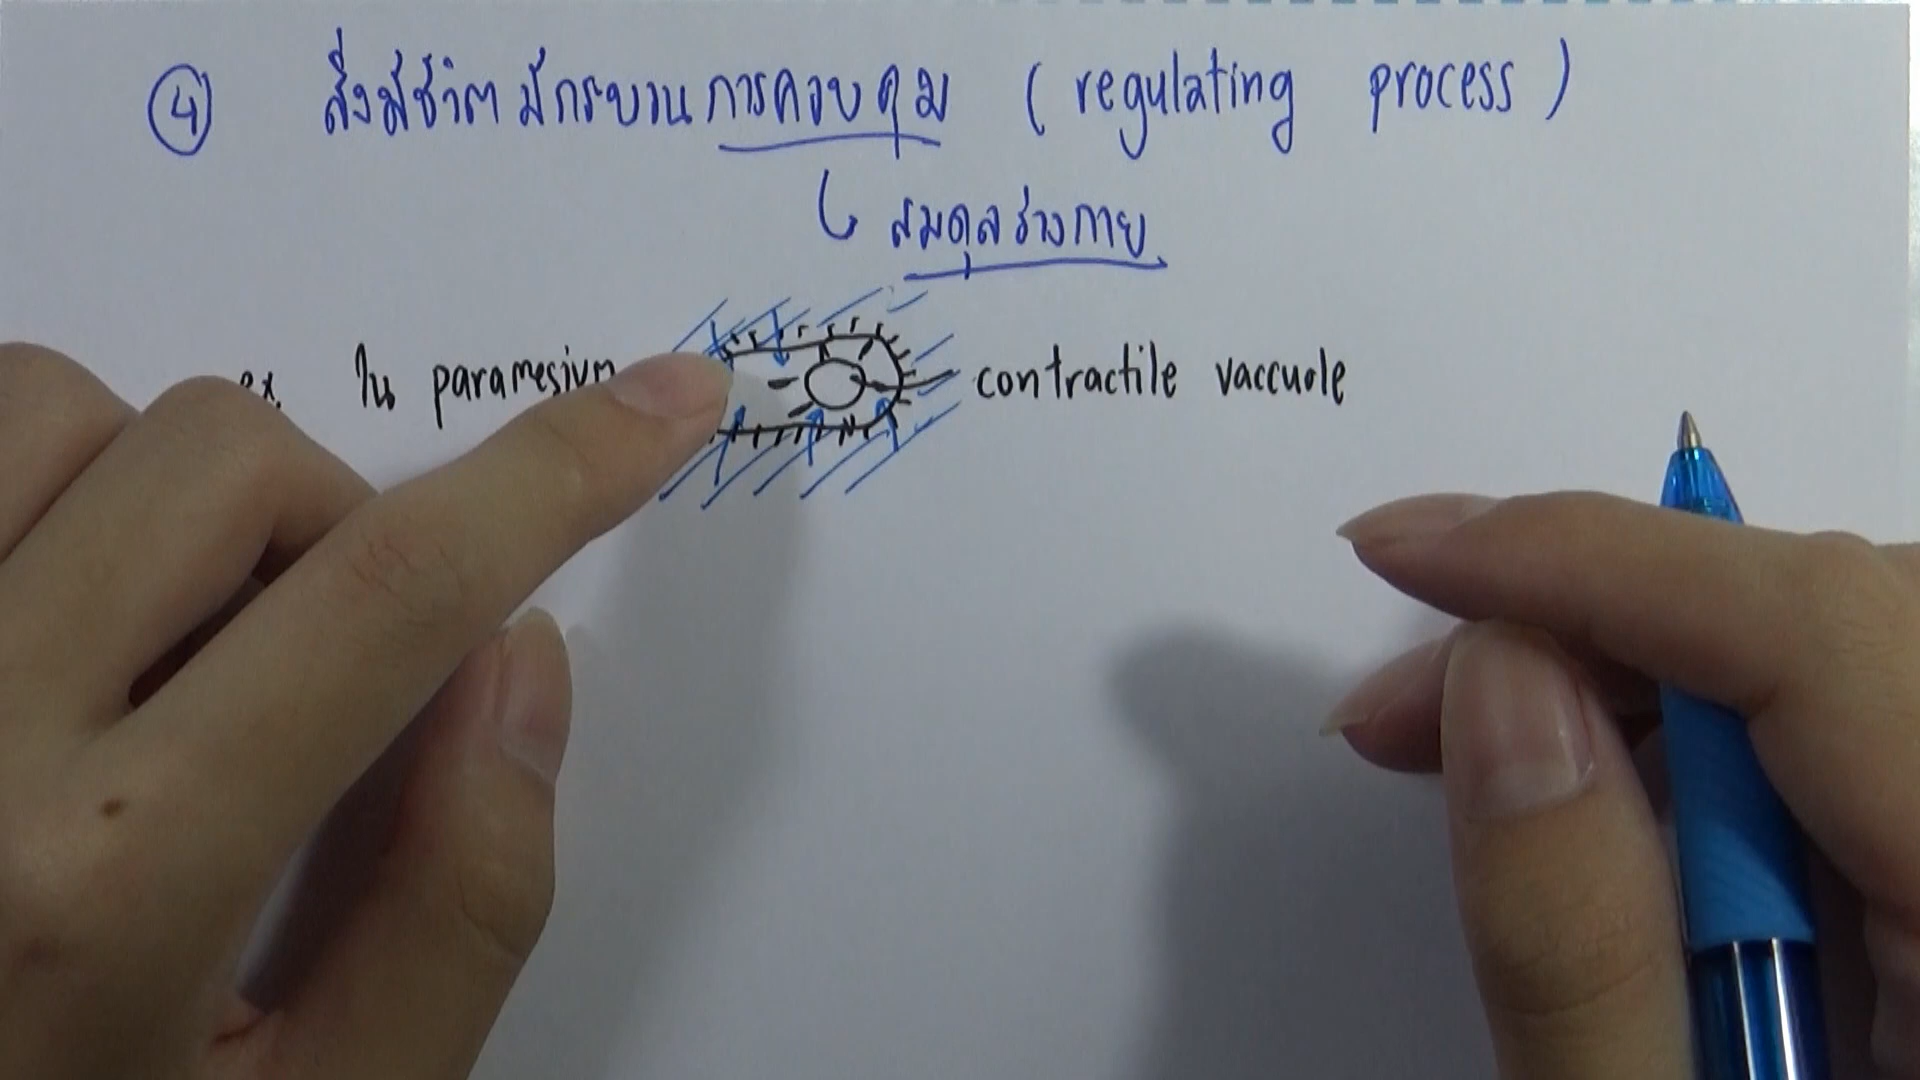 ④ สิ่งมีชีวิตมีกระบวนการควบคุม (regulating process)
↳ สมดุลร่างกาย
ex. ใน paramesium
contractile vaccuole